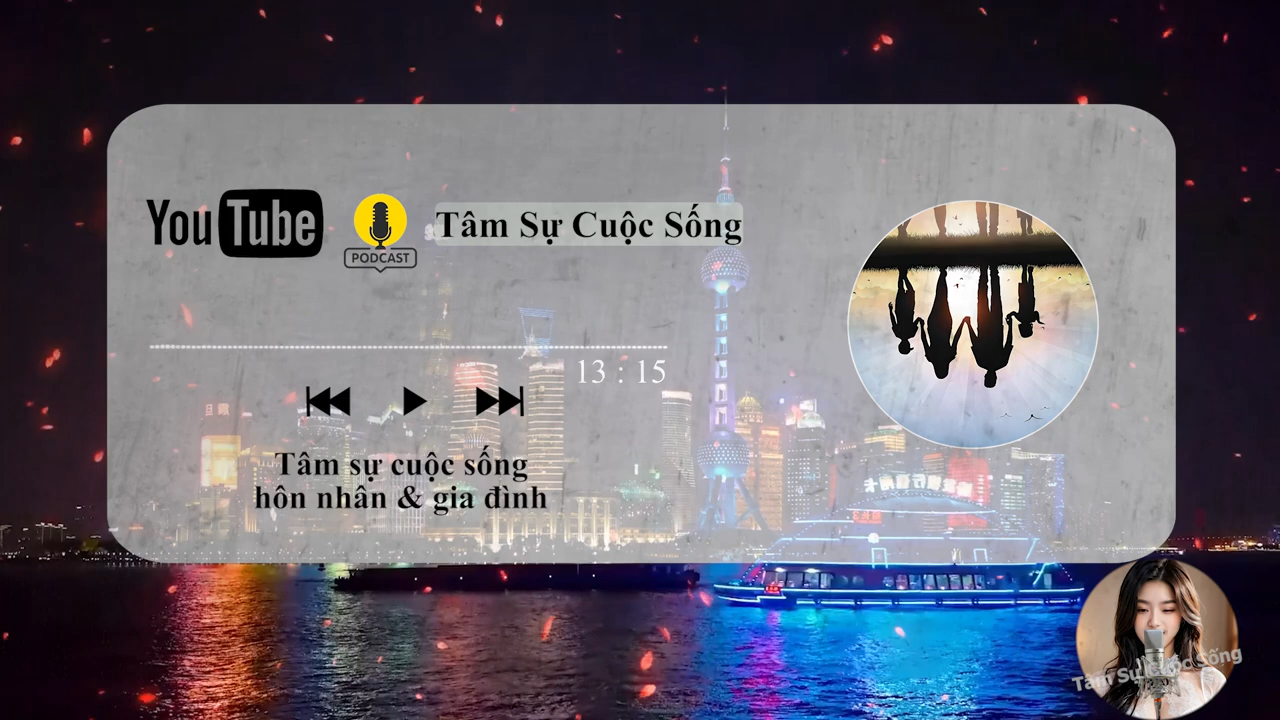 YouTube
PODCAST
Tâm Sự Cuộc Sống
13 : 15
Tâm sự cuộc sống
hôn nhân & gia đình
Tâm Sự Cuộc Sống